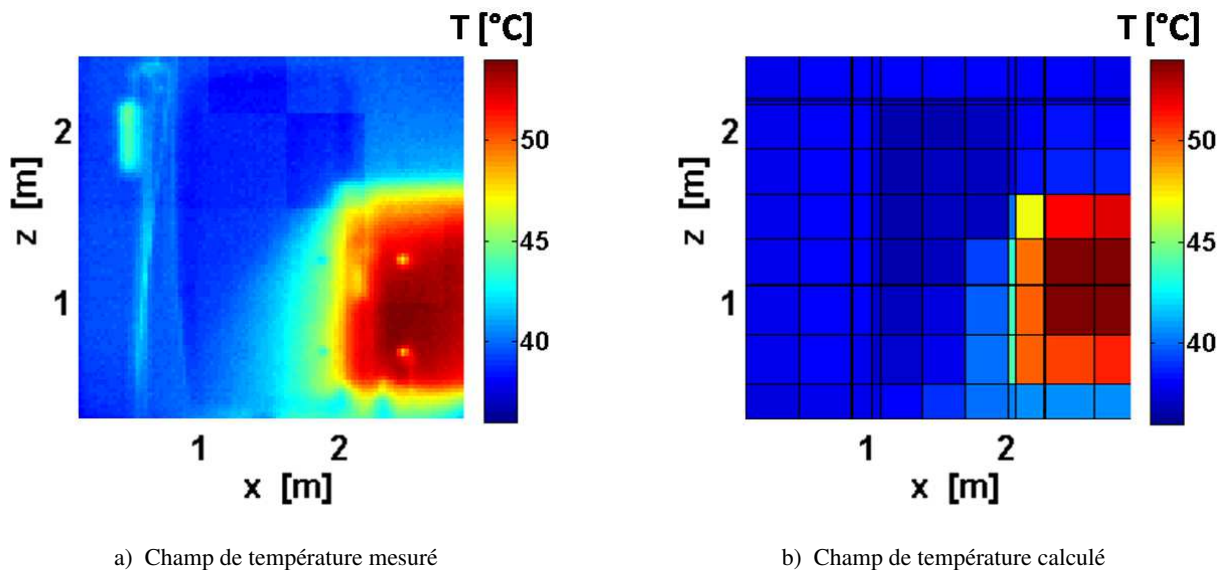 T [°C]
T [°C]
50
45
40
50
45
40
2
1
z [m]
2
1
z [m]
1 2
x [m]
1 2
x [m]
a) Champ de température mesuré
b) Champ de température calculé